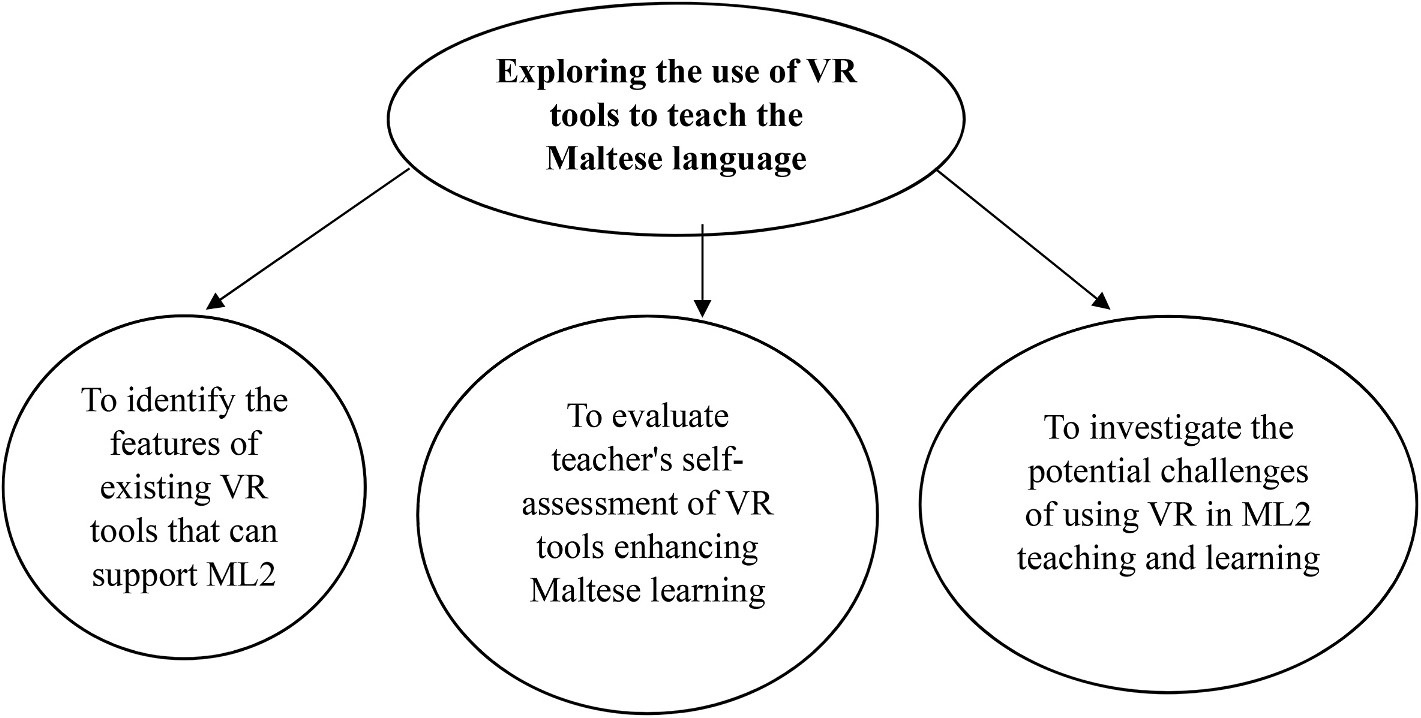 Exploring the use of VR
tools to teach the
Maltese language
To identify the
features of
existing VR
tools that can
support ML2
To evaluate
teacher's self-
assessment of VR
tools enhancing
Maltese learning
To investigate the
potential challenges
of using VR in ML2
teaching and learning